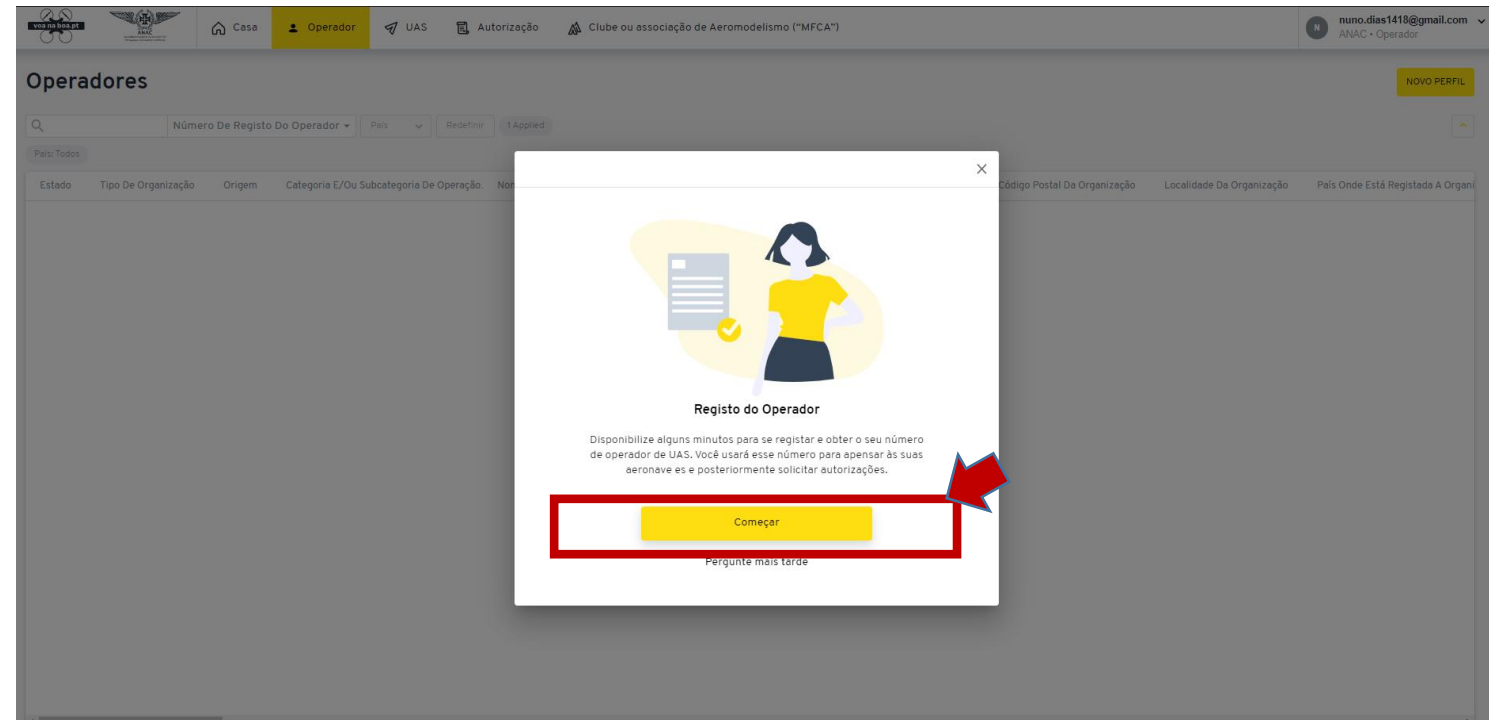 voa na boa.pt
ANAC
Casa
Operador
UAS
Autorização
Clube ou associação de Aeromodelismo ("MFCA")
N
nuno.dias1418@gmail.com
ANAC • Operador
Operadores
NOVO PERFIL
Número De Registo Do Operador
País
Redefinir
1 Applied
País: Todos
Estado
Tipo De Organização
Origem
Categoria E/Ou Subcategoria De Operação.
Código Postal Da Organização
Localidade Da Organização
País Onde Está Registada A Organi
Registo do Operador
Disponibilize alguns minutos para se registar e obter o seu número
de operador de UAS. Você usará esse número para apensar às suas
aeronave es e posteriormente solicitar autorizações.
Começar
Pergunte mais tarde